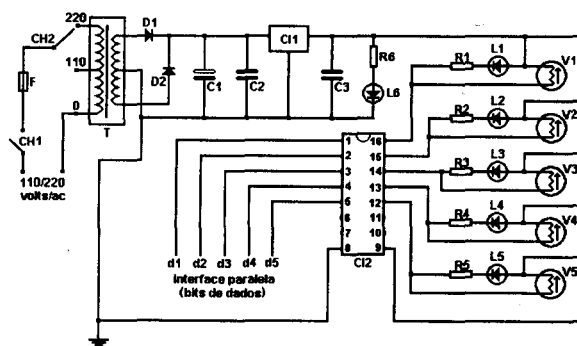 220
CH2
110
F
0
CH1
110/220
volts/ac
T
D1
D2
C1
C2
CI1
C3
R6
L6
R1
L1
V1
R2
L2
V2
R3
L3
V3
R4
L4
V4
R5
L5
V5
1
2
3
4
5
6
7
8
16
15
14
13
12
11
10
9
CI2
d1 d2 d3 d4 d5
Interface paralela
(bits de dados)